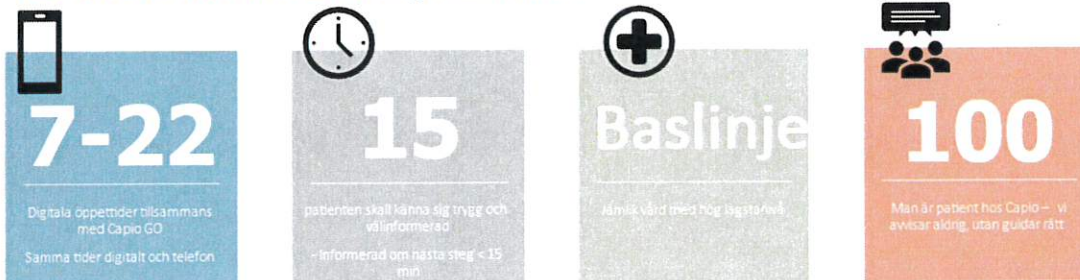 7-22
Digitala öppettider tillsammans
med Capio GO
Samma tider digitalt och telefon
15
patienten skall känna sig trygg och
välinformerad
- Informerad om nästa steg < 15
min
Baslinje
Jämlik vård med hög lägstanivå
100
Man är patient hos Capio – vi
avvisar aldrig, utan guidar rätt